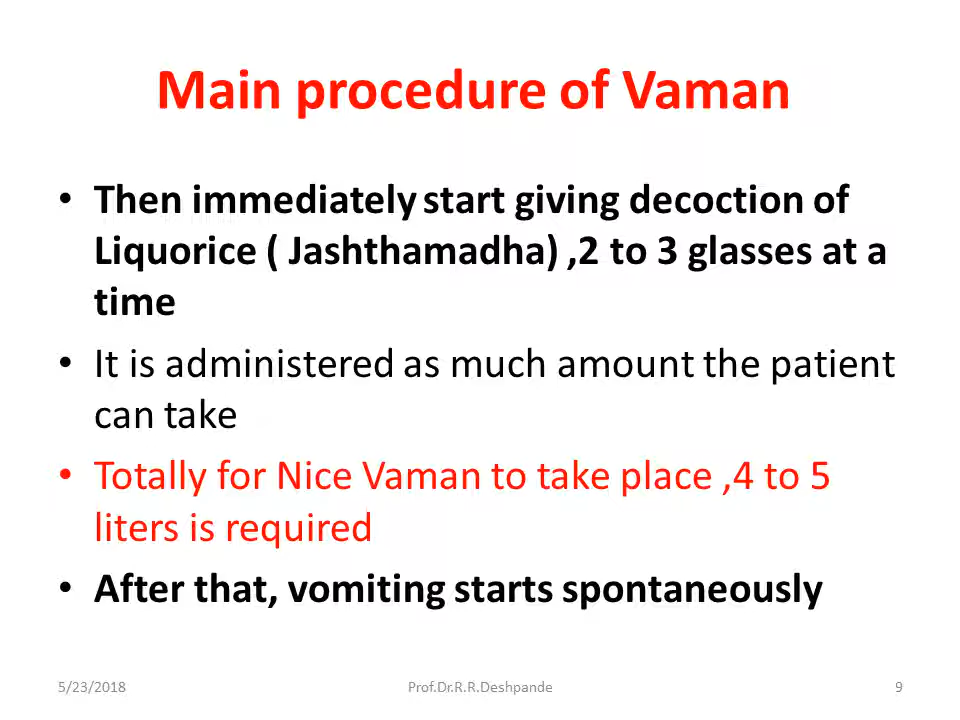 Main procedure of Vaman
• Then immediately start giving decoction of
Liquorice ( Jashthamadha) ,2 to 3 glasses at a
time
• It is administered as much amount the patient
can take
• Totally for Nice Vaman to take place ,4 to 5
liters is required
• After that, vomiting starts spontaneously
5/23/2018
Prof.Dr.R.R.Deshpande
9